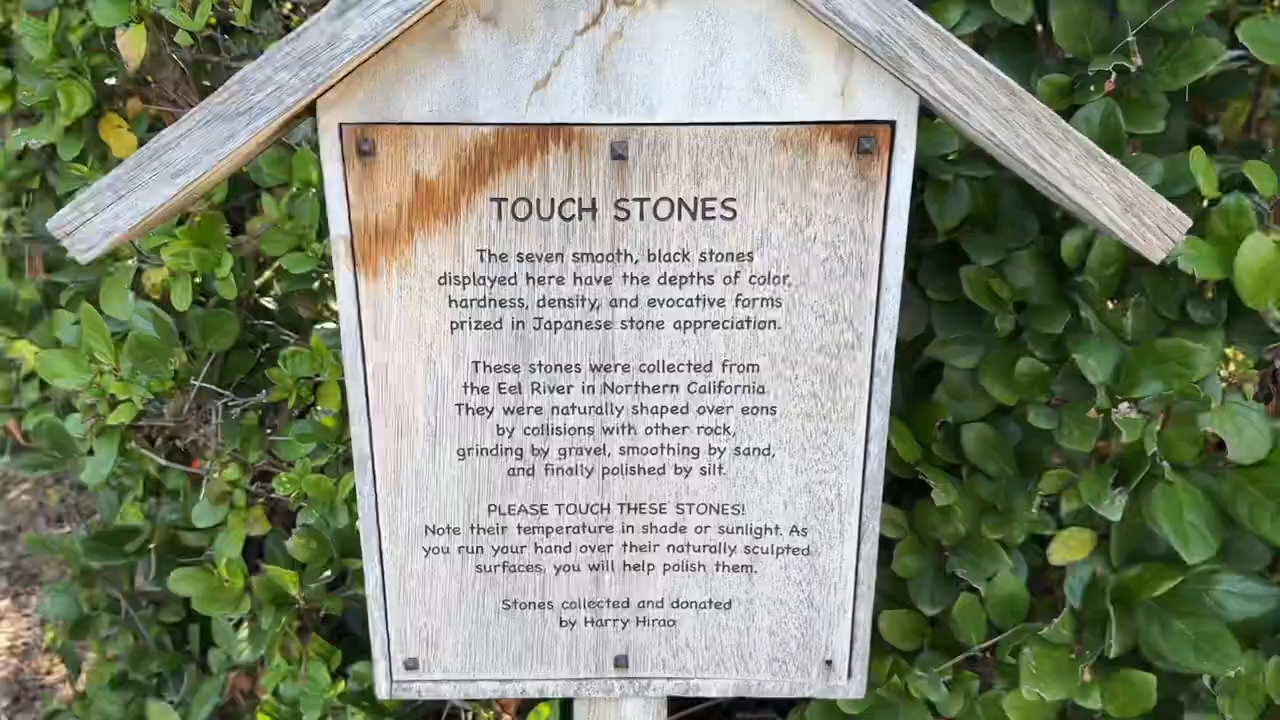 TOUCH STONES
The seven smooth, black stones
displayed here have the depths of color,
hardness, density, and evocative forms
prized in Japanese stone appreciation.
These stones were collected from
the Eel River in Northern California
They were naturally shaped over eons
by collisions with other rock,
grinding by gravel, smoothing by sand,
and finally polished by silt.
PLEASE TOUCH THESE STONES!
Note their temperature in shade or sunlight. As
you run your hand over their naturally sculpted
surfaces, you will help polish them.
Stones collected and donated
by Harry Hirao